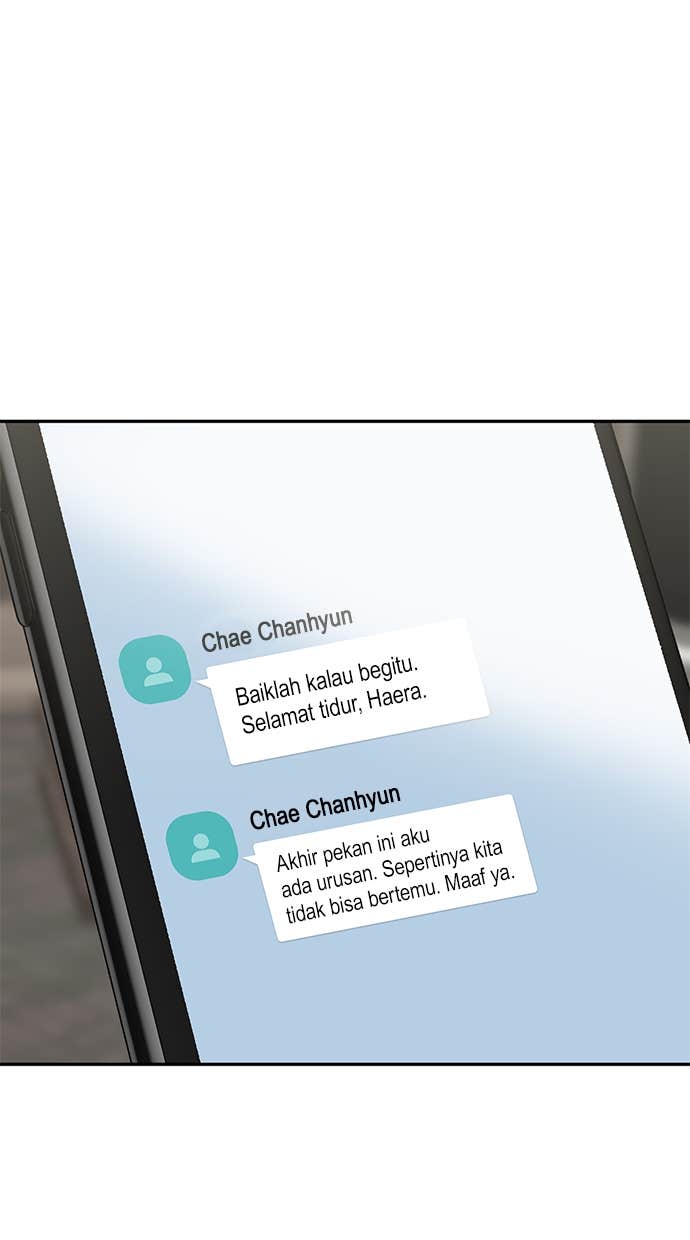 Chae Chanhyun
Baiklah kalau begitu.
Selamat tidur, Haera.
Chae Chanhyun
Akhir pekan ini aku
ada urusan. Sepertinya kita
tidak bisa bertemu. Maaf ya.